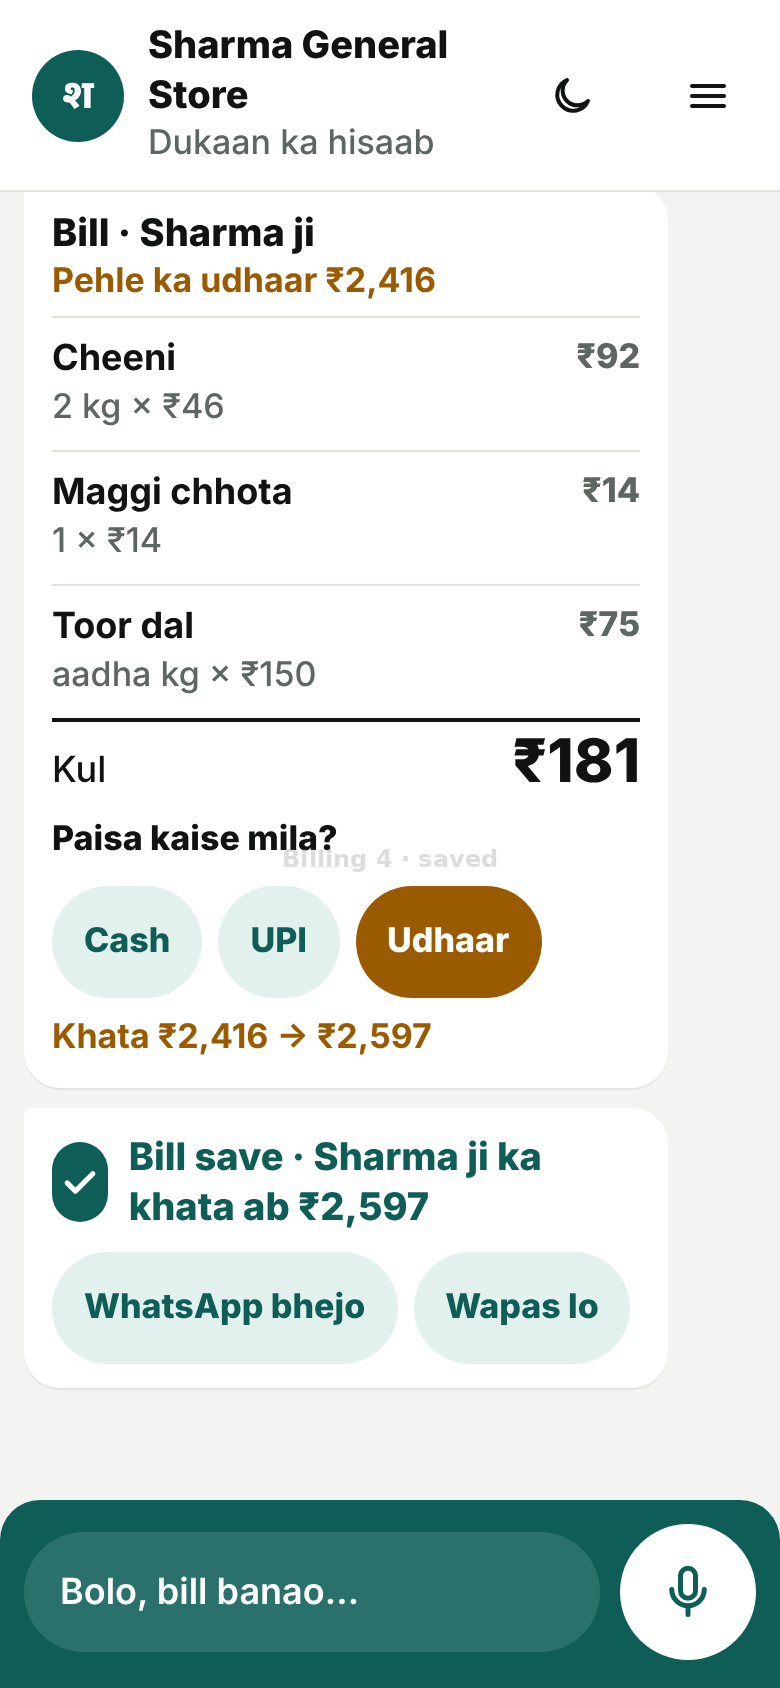 श
Sharma General
Store
Dukaan ka hisaab
Bill · Sharma ji
Pehle ka udhaar ₹2,416
Cheeni ₹92
2 kg × ₹46
Maggi chhota ₹14
1 × ₹14
Toor dal ₹75
aadha kg × ₹150
Kul ₹181
Paisa kaise mila?
Billing 4 · saved
Cash UPI Udhaar
Khata ₹2,416 → ₹2,597
Bill save · Sharma ji ka
khata ab ₹2,597
WhatsApp bhejo Wapas lo
Bolo, bill banao...